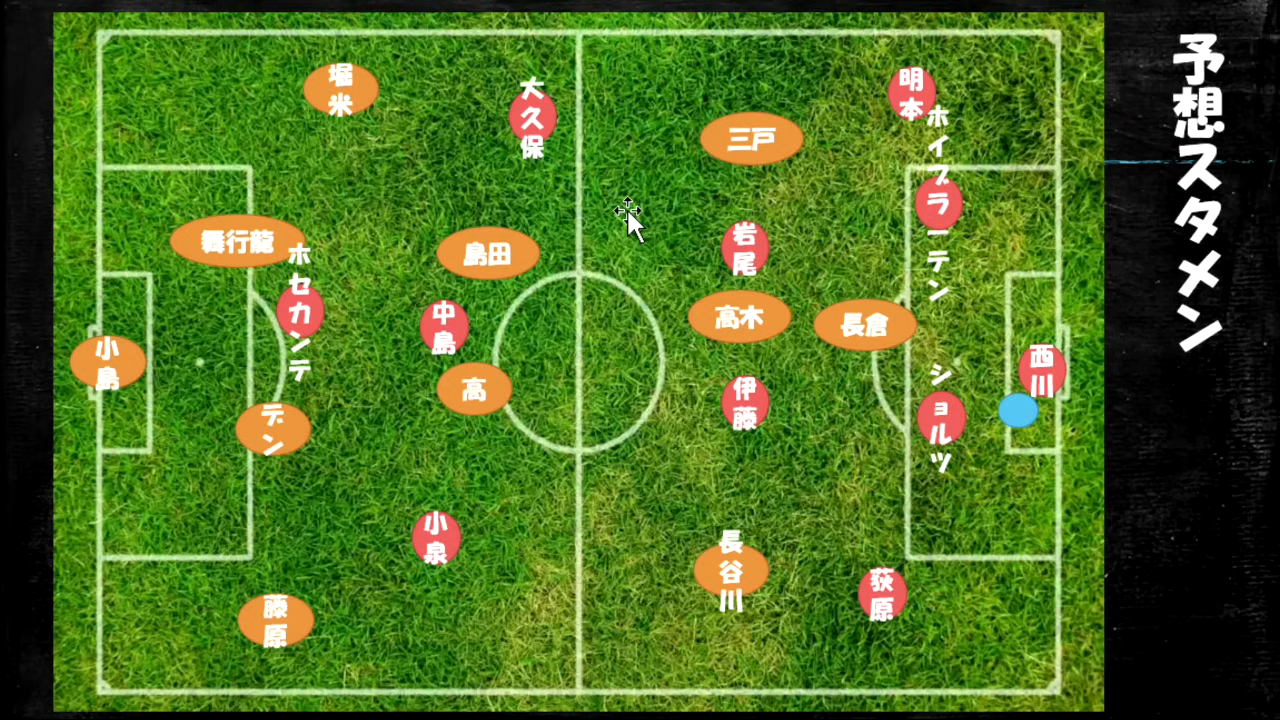 予想スタメン
堀米
大久保
明本
三戸
ホイブラーテン
舞行龍
ホセカンテ
島田
岩尾
中島
高木
長倉
小島
西川
高
伊藤
ショルツ
デン
小泉
長谷川
荻原
藤原